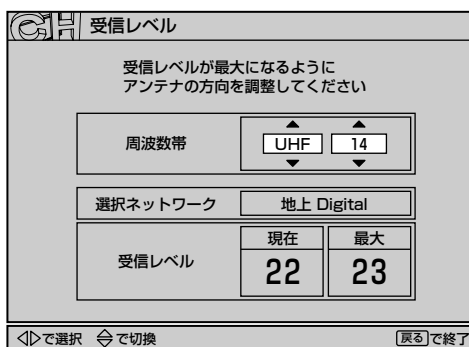 CH 受信レベル
受信レベルが最大になるように
アンテナの方向を調整してください
周波数帯 UHF 14
選択ネットワーク 地上 Digital
受信レベル 現在 22 最大 23
で選択 で切換 戻るで終了